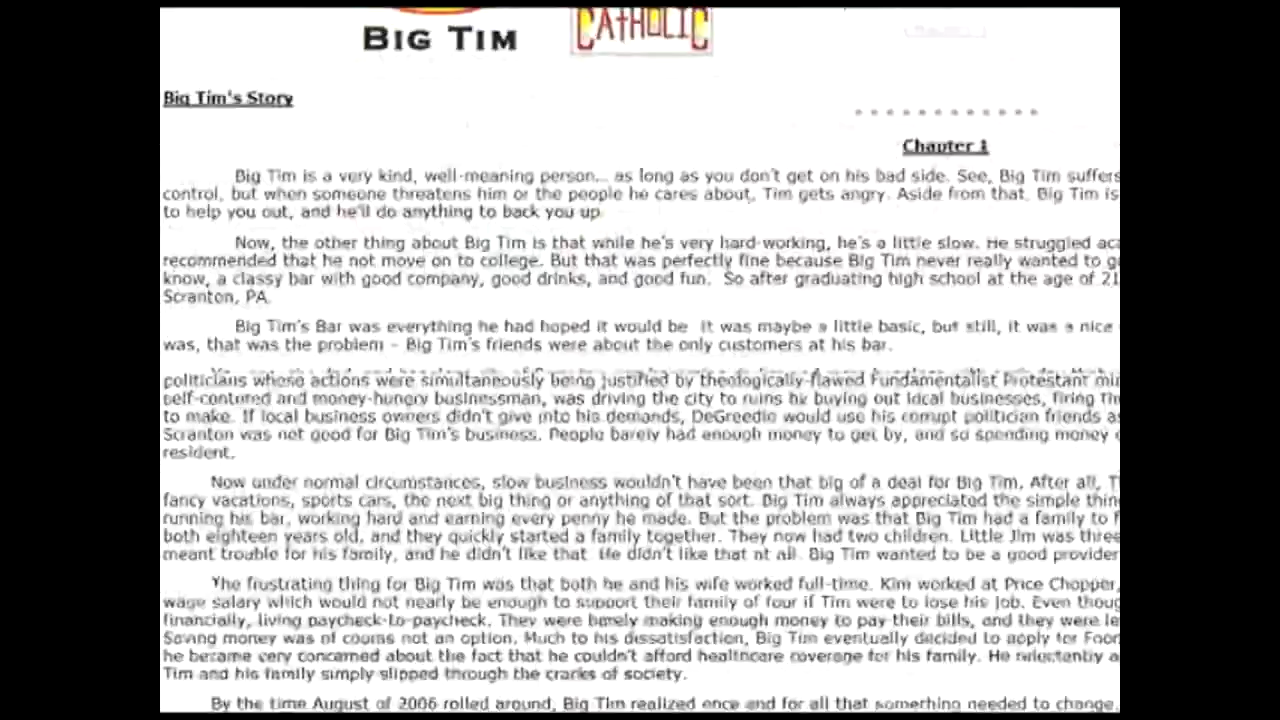 BIG TIM
CATHOLIC
Big Tim's Story
Chapter 1
Big Tim is a very kind, well-meaning person... as long as you don't get on his bad side. See, Big Tim suffers
control, but when someone threatens him or the people he cares about, Tim gets angry. Aside from that, Big Tim is
to help you out, and he'll do anything to back you up.
Now, the other thing about Big Tim is that while he's very hard-working, he's a little slow. He struggled
recommended that he not move on to college. But that was perfectly fine because Big Tim never really wanted to
know, a classy bar with good company, good drinks, and good fun. So after graduating high school at the age of 21
Scranton, PA.
Big Tim's Bar was everything he had hoped it would be. It was maybe a little basic, but still, it was a nice
was, that was the problem – Big Tim's friends were about the only customers at his bar.
politicians whose actions were simultaneously being justified by theologically-flawed Fundamentalist Protestant
self-centered and money-hungry businessman, was driving the city to ruins by buying out local businesses, firing
to make. If local business owners didn't give into his demands, DeGreedio would use his corrupt politician friends
Scranton was not good for Big Tim's business. People barely had enough money to get by, and so spending money
resident.
Now under normal circumstances, slow business wouldn't have been that big of a deal for Big Tim. After all,
fancy vacations, sports cars, the next big thing or anything of that sort. Big Tim always appreciated the simple
running his bar, working hard and earning every penny he made. But the problem was that Big Tim had a family to
both eighteen years old, and they quickly started a family together. They now had two children. Little Jim was three
meant trouble for his family, and he didn't like that. He didn't like that at all. Big Tim wanted to be a good provider
The frustrating thing for Big Tim was that both he and his wife worked full-time. Kim worked at Price Chopper,
wage salary which would not nearly be enough to support their family of four if Tim were to lose his job. Even
financially, living paycheck-to-paycheck. They were barely making enough money to pay their bills, and they were
Saving money was of course not an option. Much to his dissatisfaction, Big Tim eventually decided to apply for
he became very concerned about the fact that he couldn't afford healthcare coverage for his family. He reluctantly
Tim and his family simply slipped through the cracks of society.
By the time August of 2006 rolled around, Big Tim realized once and for all that something needed to change.